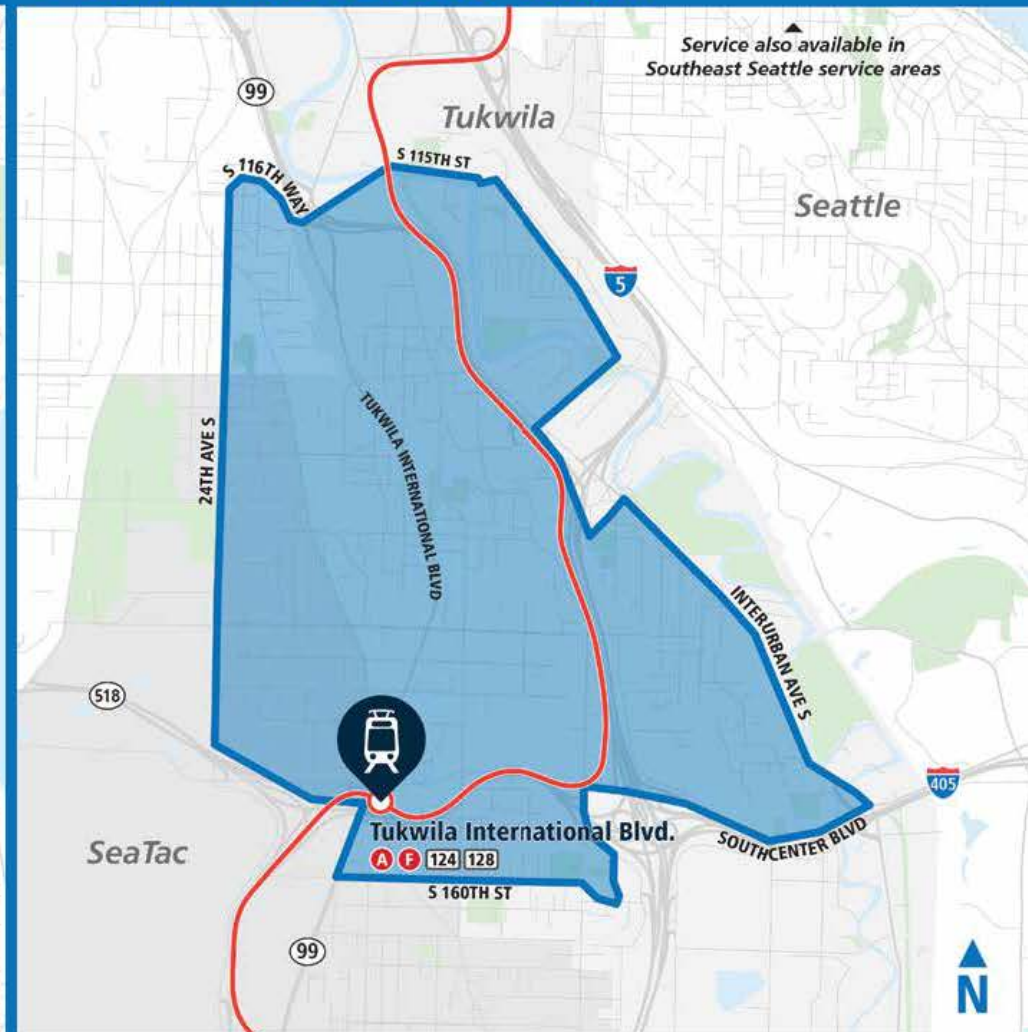 Service also available in
Southeast Seattle service areas
99
Tukwila
S 115TH ST
S 116TH WAY
Seattle
5
24TH AVE S
TUKWILA INTERNATIONAL BLVD
INTERURBAN AVE S
518
405
Tukwila International Blvd.
A F 124 128
SOUTHCENTER BLVD
SeaTac
S 160TH ST
99
N